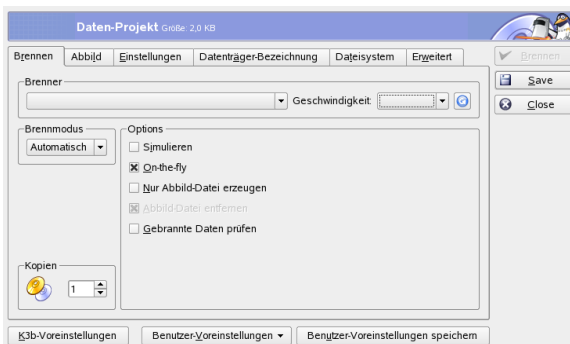 Daten-Projekt Größe: 2,0 KB
Brennen Abbild Einstellungen Datenträger-Bezeichnung Dateisystem Erweitert
Brennen
Save
Close
Brenner
Geschwindigkeit:
Brennmodus
Automatisch
Options
Simulieren
On-the-fly
Nur Abbild-Datei erzeugen
Abbild-Datei entfernen
Gebrannte Daten prüfen
Kopien
1
K3b-Voreinstellungen Benutzer-Voreinstellungen Benutzer-Voreinstellungen speichern